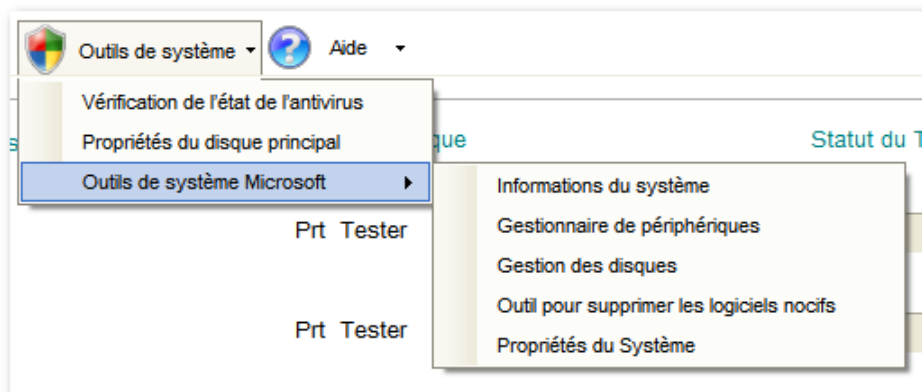 Outils de système Aide
Vérification de l'état de l'antivirus
Propriétés du disque principal
que
Statut du
Outils de système Microsoft
Informations du système
Prt Tester
Gestionnaire de périphériques
Gestion des disques
Outil pour supprimer les logiciels nocifs
Prt Tester
Propriétés du Système